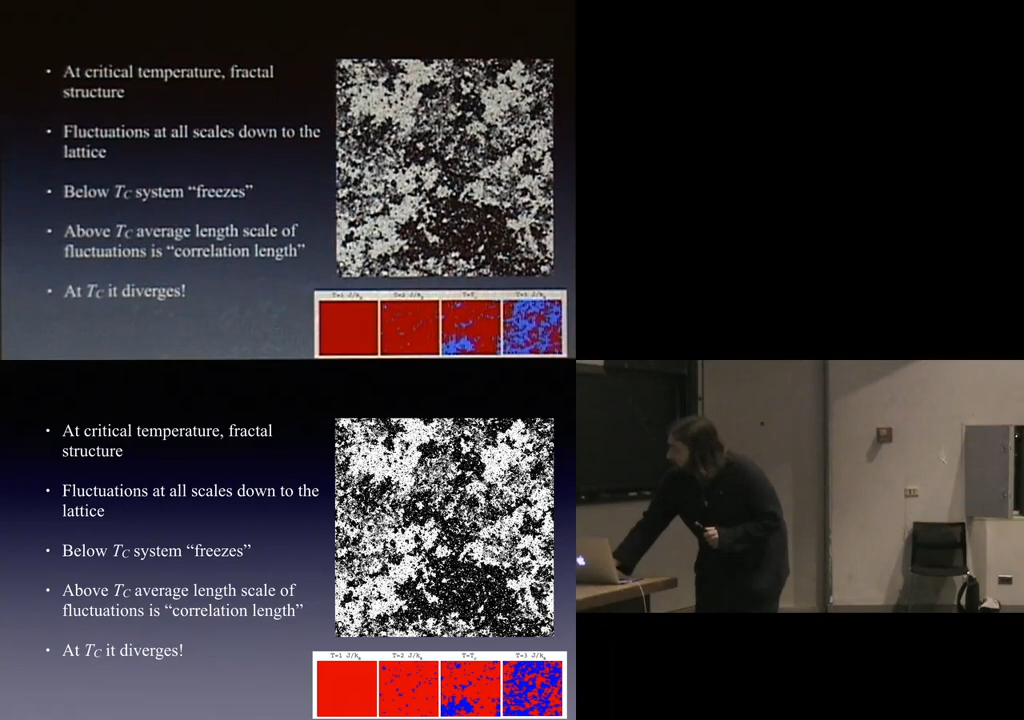 • At critical temperature, fractal
structure
• Fluctuations at all scales down to the
lattice
• Below TC system “freezes”
• Above TC average length scale of
fluctuations is “correlation length”
• At TC it diverges!
T=1 J/kB T=2 J/kB T=Tc T=3 J/kB
• At critical temperature, fractal
structure
• Fluctuations at all scales down to the
lattice
• Below TC system “freezes”
• Above TC average length scale of
fluctuations is “correlation length”
• At TC it diverges!
T=1 J/kB T=2 J/kB T=Tc T=3 J/kB